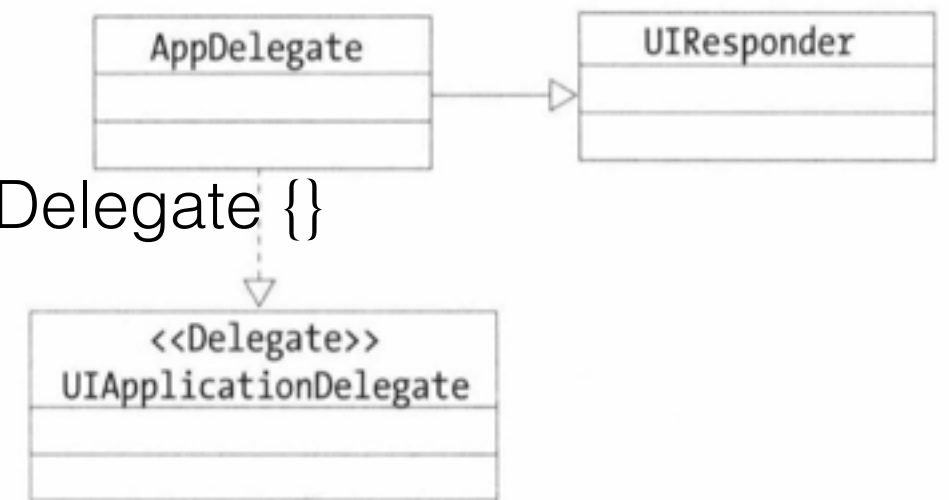 AppDelegate
UIResponder
Delegate {}
<<Delegate>>
UIApplicationDelegate